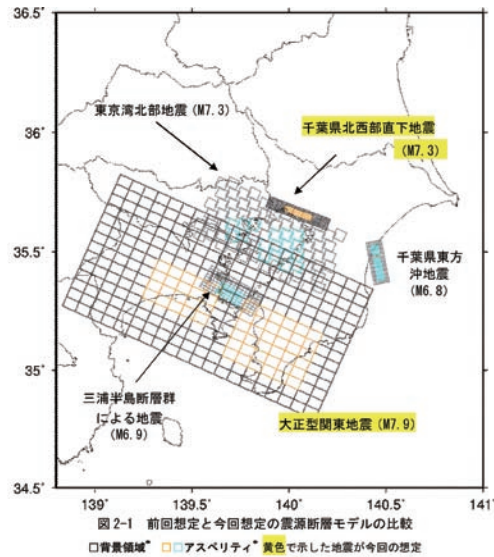 36.5゜
36゜
35.5゜
35゜
34.5゜
東京湾北部地震(M7.3)
千葉県北西部直下地震
(M7.3)
千葉県東方
沖地震
(M6.8)
三浦半島断層群
による地震
(M6.9)
大正型関東地震(M7.9)
139゜ 139.5゜ 140゜ 140.5゜ 141゜
図2-1 前回想定と今回想定の震源断層モデルの比較
背景領域* アスペリティ* 黄色で示した地震が今回の想定